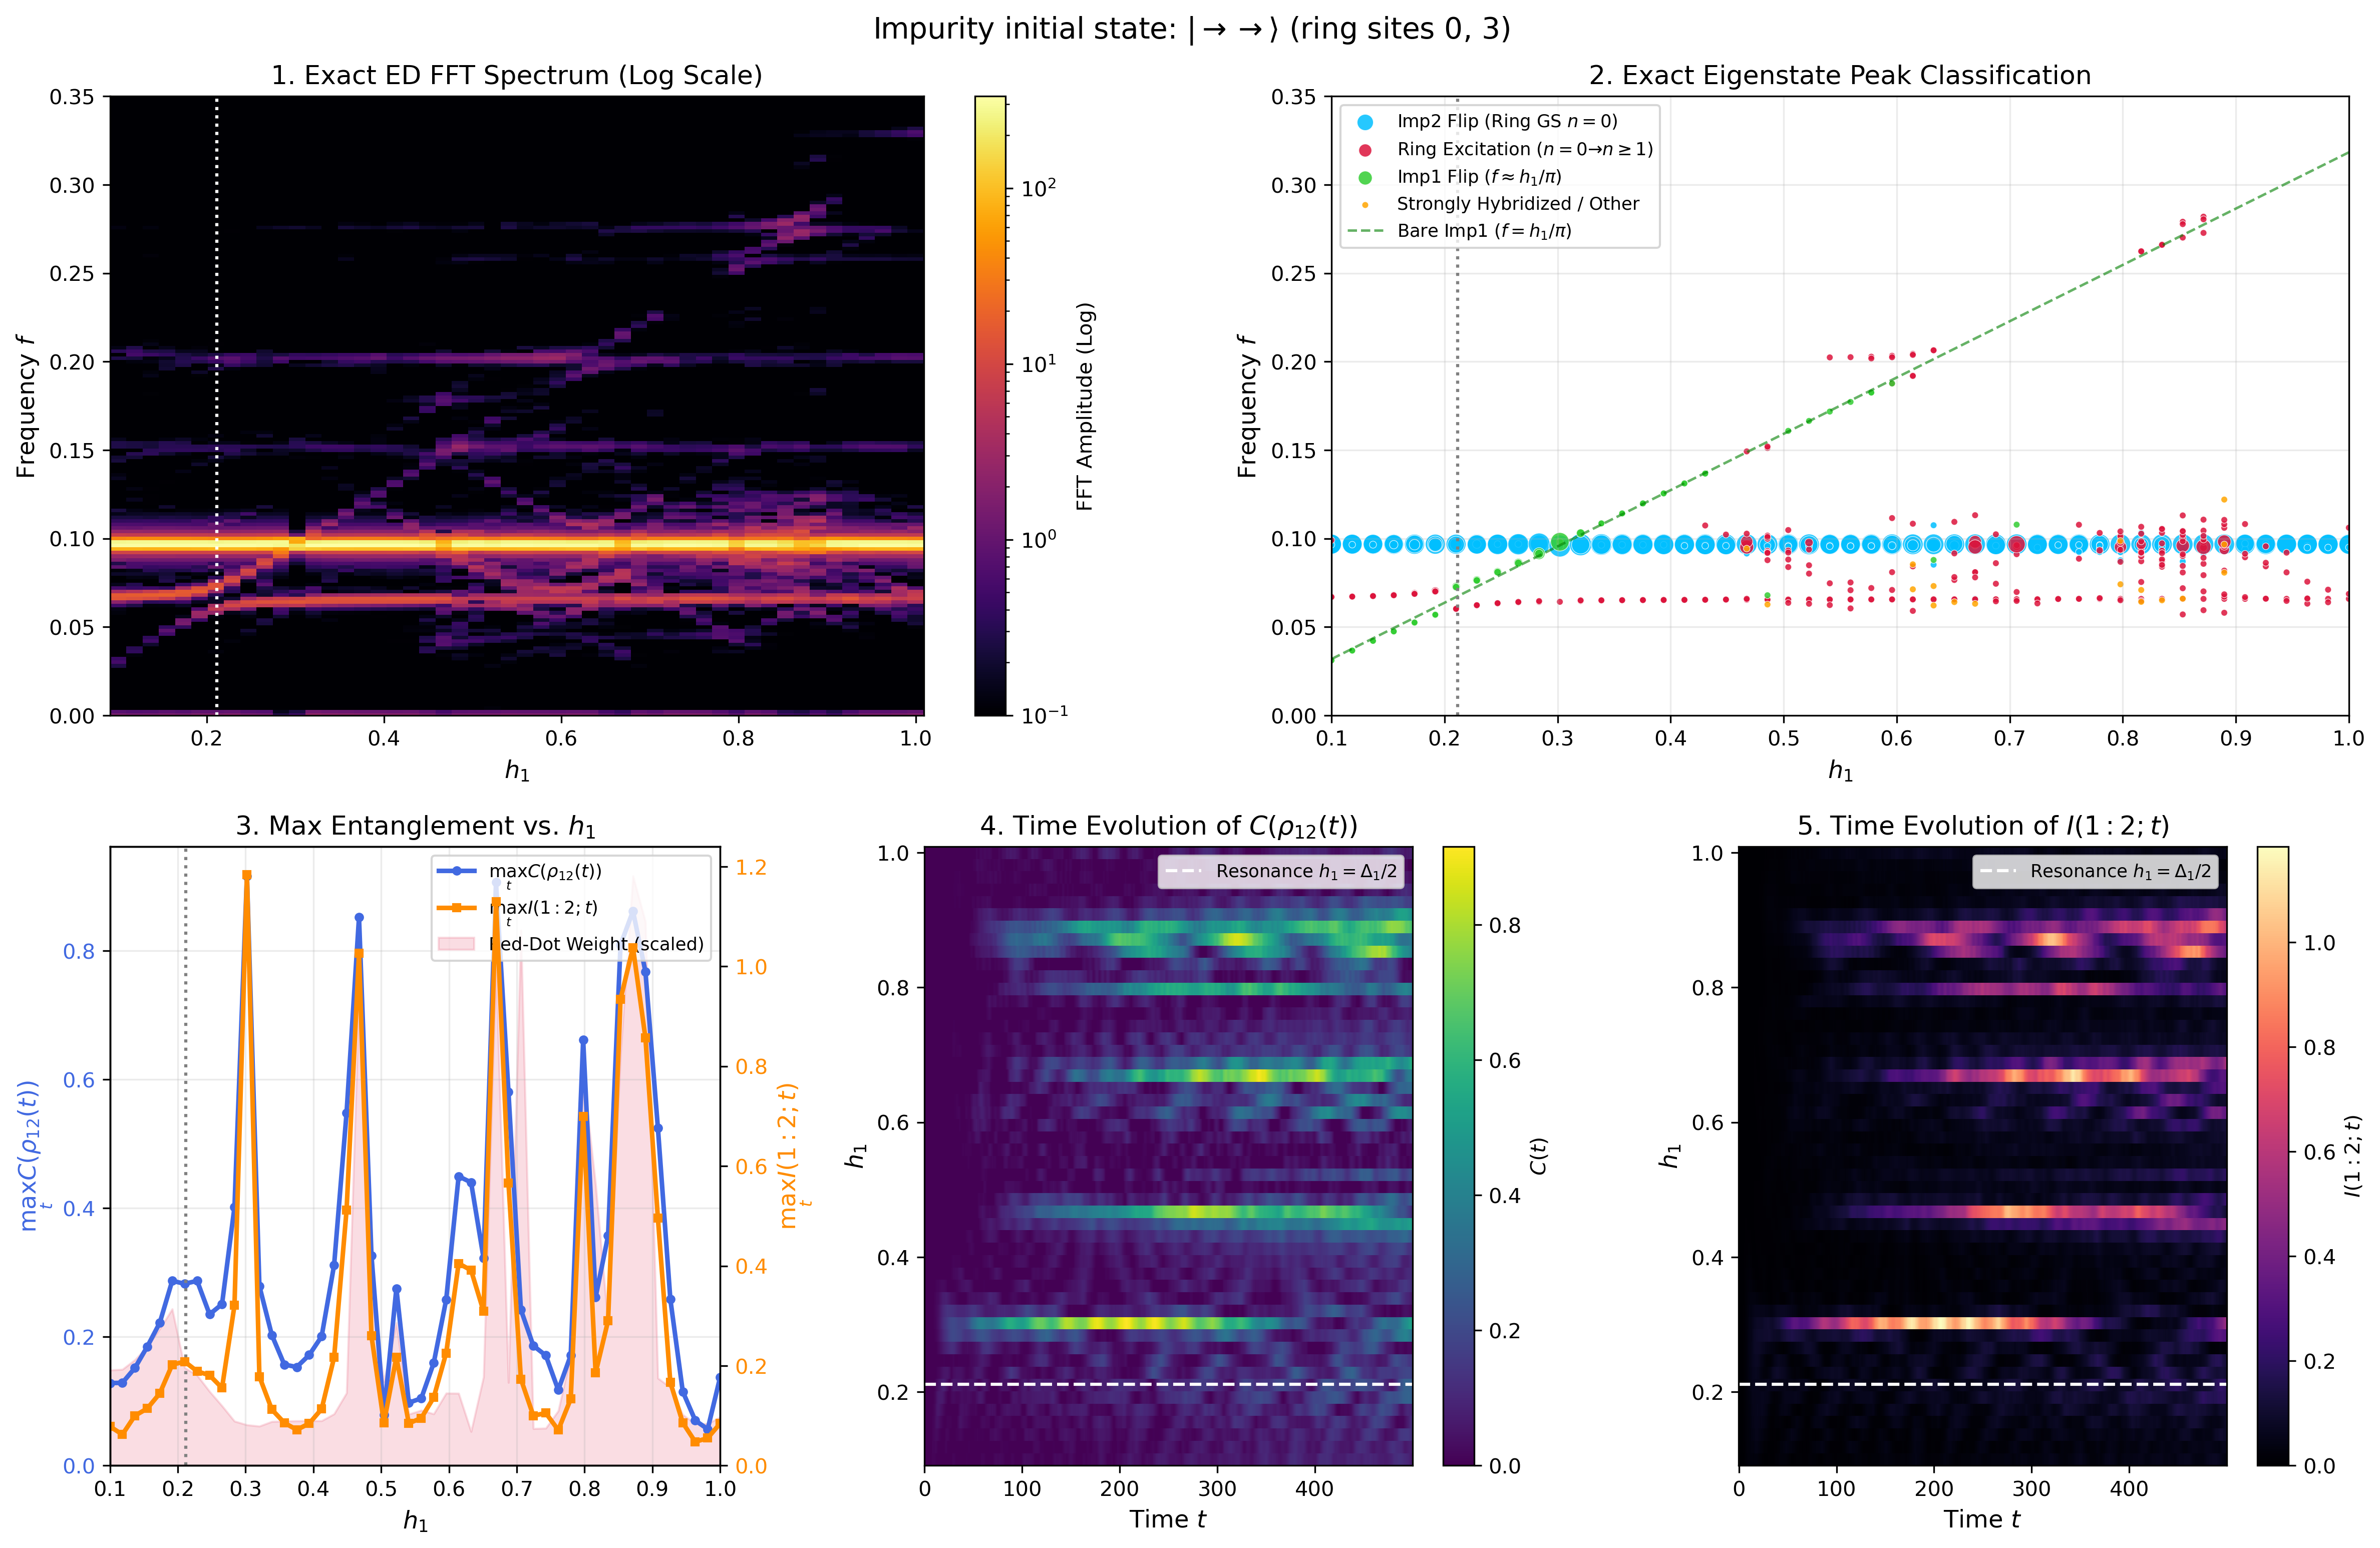 Impurity initial state: |→→⟩ (ring sites 0, 3)
1. Exact ED FFT Spectrum (Log Scale)
0.35
0.30
0.25
0.20
0.15
0.10
0.05
0.00
Frequency f
0.2
0.4
0.6
0.8
1.0
h₁
10²
10¹
10⁰
10⁻¹
FFT Amplitude (Log)
2. Exact Eigenstate Peak Classification
Imp2 Flip (Ring GS n = 0)
Ring Excitation (n = 0→n ≥ 1)
Imp1 Flip (f ≈ h₁/π)
Strongly Hybridized / Other
Bare Imp1 (f = h₁/π)
0.35
0.30
0.25
0.20
0.15
0.10
0.05
0.00
Frequency f
0.1
0.2
0.3
0.4
0.5
0.6
0.7
0.8
0.9
1.0
h₁
3. Max Entanglement vs. h₁
max C(ρ₁₂(t))
t
max I(1 : 2; t)
t
Red-Dot Weight (scaled)
0.8
0.6
0.4
0.2
0.0
max C(ρ₁₂(t))
t
1.2
1.0
0.8
0.6
0.4
0.2
0.0
max I(1 : 2; t)
t
0.1
0.2
0.3
0.4
0.5
0.6
0.7
0.8
0.9
1.0
h₁
4. Time Evolution of C(ρ₁₂(t))
Resonance h₁ = Δ₁/2
1.0
0.8
0.6
0.4
0.2
h₁
0
100
200
300
400
Time t
0.8
0.6
0.4
0.2
0.0
C(t)
5. Time Evolution of I(1 : 2; t)
Resonance h₁ = Δ₁/2
1.0
0.8
0.6
0.4
0.2
h₁
0
100
200
300
400
Time t
1.0
0.8
0.6
0.4
0.2
0.0
I(1 : 2; t)